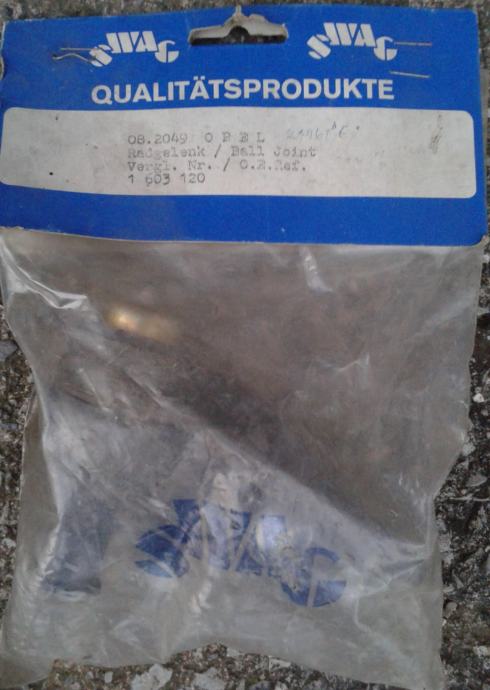 SWAG SWAG
QUALITÄTSPRODUKTE
08.2049 O P E L
Radgelenk / Ball Joint
Vergl. Nr. / O.E.Ref.
1 603 120
SWAG